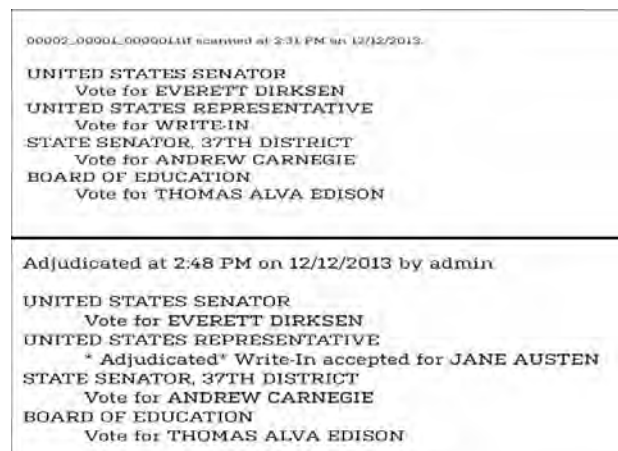 00002_00001_000001.tif scanned at 2:31 PM on 12/12/2013.
UNITED STATES SENATOR
Vote for EVERETT DIRKSEN
UNITED STATES REPRESENTATIVE
Vote for WRITE-IN
STATE SENATOR, 37TH DISTRICT
Vote for ANDREW CARNEGIE
BOARD OF EDUCATION
Vote for THOMAS ALVA EDISON
Adjudicated at 2:48 PM on 12/12/2013 by admin
UNITED STATES SENATOR
Vote for EVERETT DIRKSEN
UNITED STATES REPRESENTATIVE
* Adjudicated* Write-In accepted for JANE AUSTEN
STATE SENATOR, 37TH DISTRICT
Vote for ANDREW CARNEGIE
BOARD OF EDUCATION
Vote for THOMAS ALVA EDISON